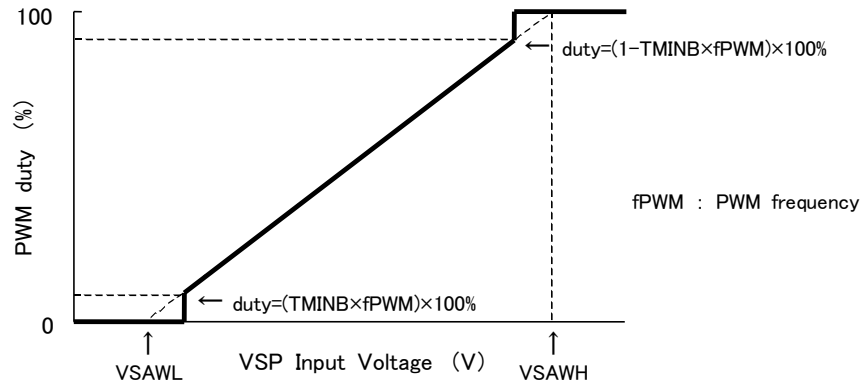 100
duty=(1-TMINB×fPWM)×100%
PWM duty (%)
fPWM : PWM frequency
duty=(TMINB×fPWM)×100%
0
VSP Input Voltage (V)
VSAWL
VSAWH